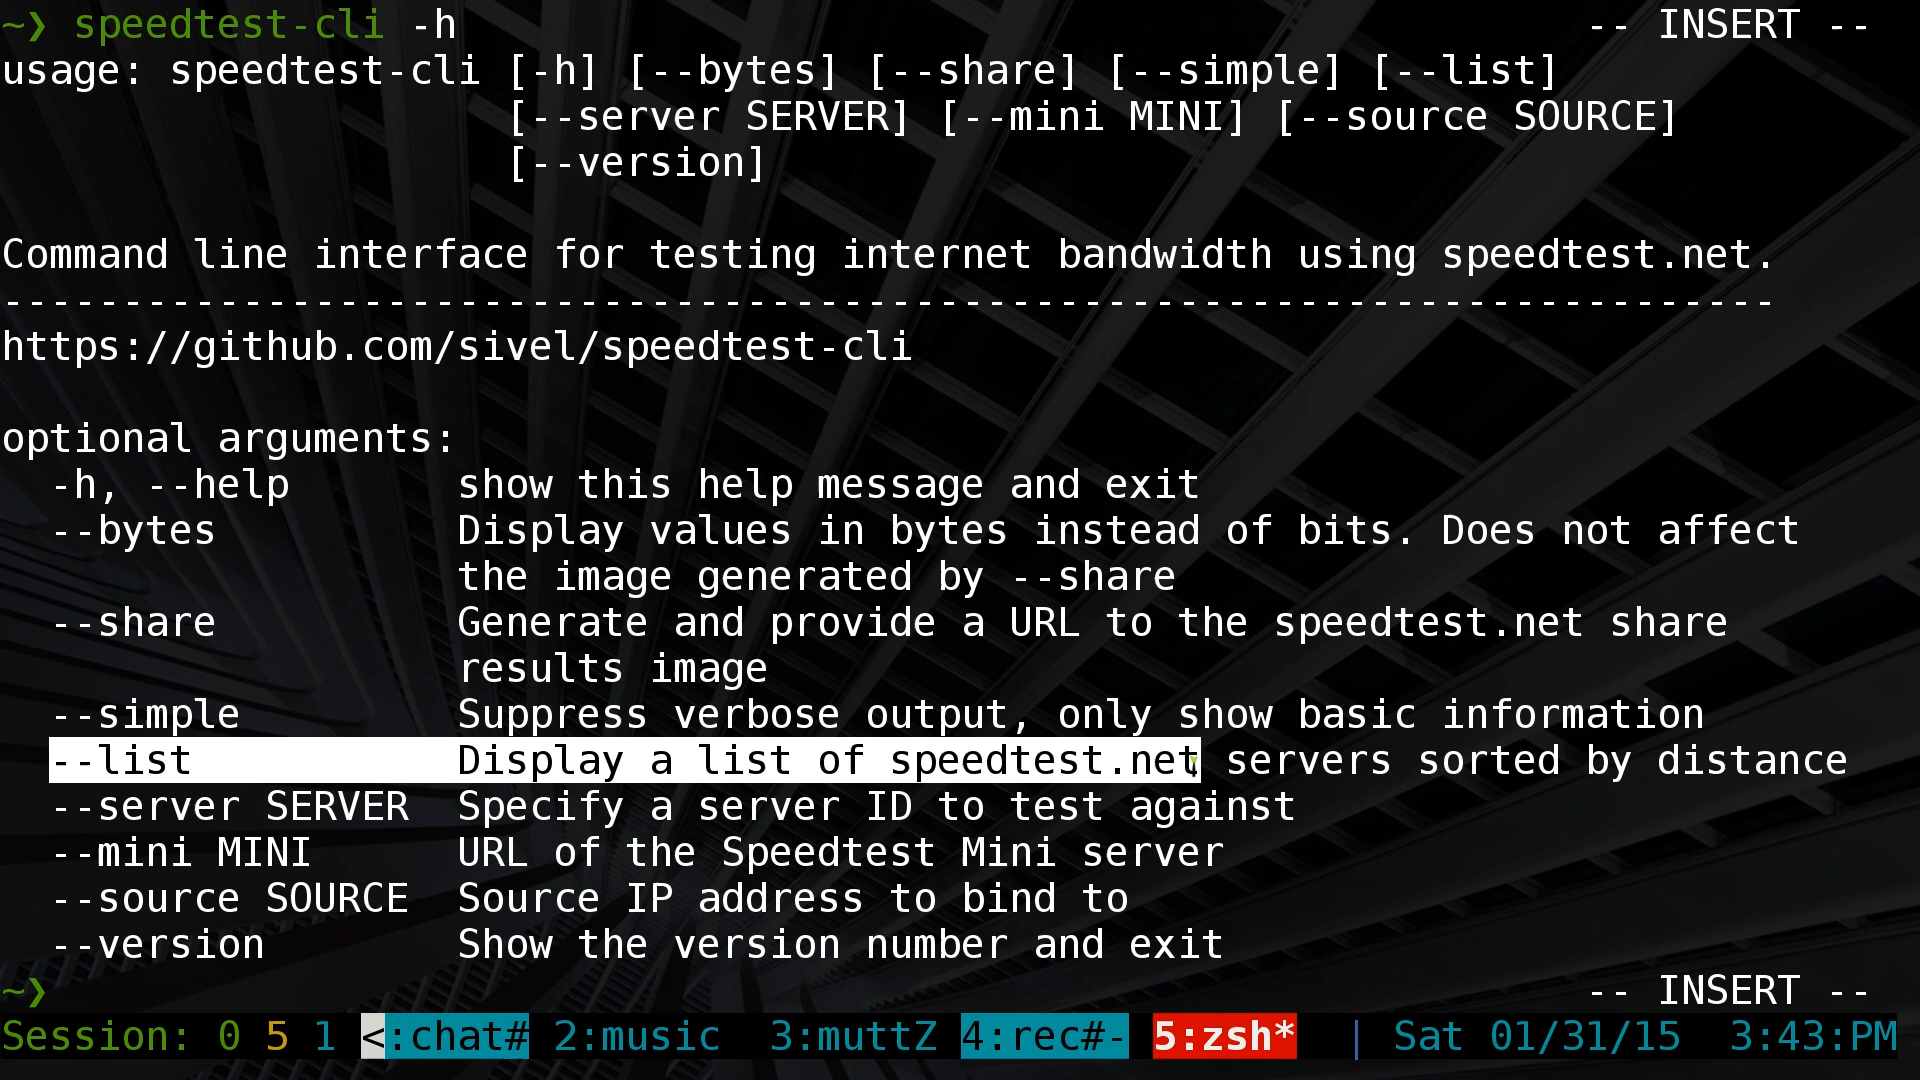 ~❯ speedtest-cli -h -- INSERT --
usage: speedtest-cli [-h] [--bytes] [--share] [--simple] [--list]
[--server SERVER] [--mini MINI] [--source SOURCE]
[--version]
Command line interface for testing internet bandwidth using speedtest.net.
--------------------------------------------------------------------------
https://github.com/sivel/speedtest-cli
optional arguments:
-h, --help show this help message and exit
--bytes Display values in bytes instead of bits. Does not affect
the image generated by --share
--share Generate and provide a URL to the speedtest.net share
results image
--simple Suppress verbose output, only show basic information
--list Display a list of speedtest.net servers sorted by distance
--server SERVER Specify a server ID to test against
--mini MINI URL of the Speedtest Mini server
--source SOURCE Source IP address to bind to
--version Show the version number and exit
~❯ -- INSERT --
Session: 0 5 1 <:chat# 2:music 3:muttZ 4:rec#- 5:zsh* | Sat 01/31/15 3:43:PM